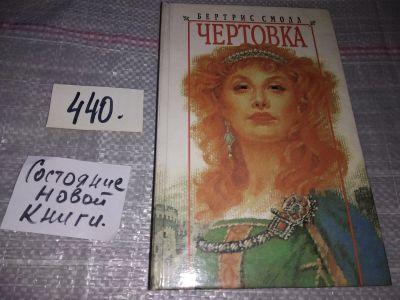 БЕРТРИС СМОЛЛ
ЧЕРТОВКА
440.
Состояние
новой
книги.